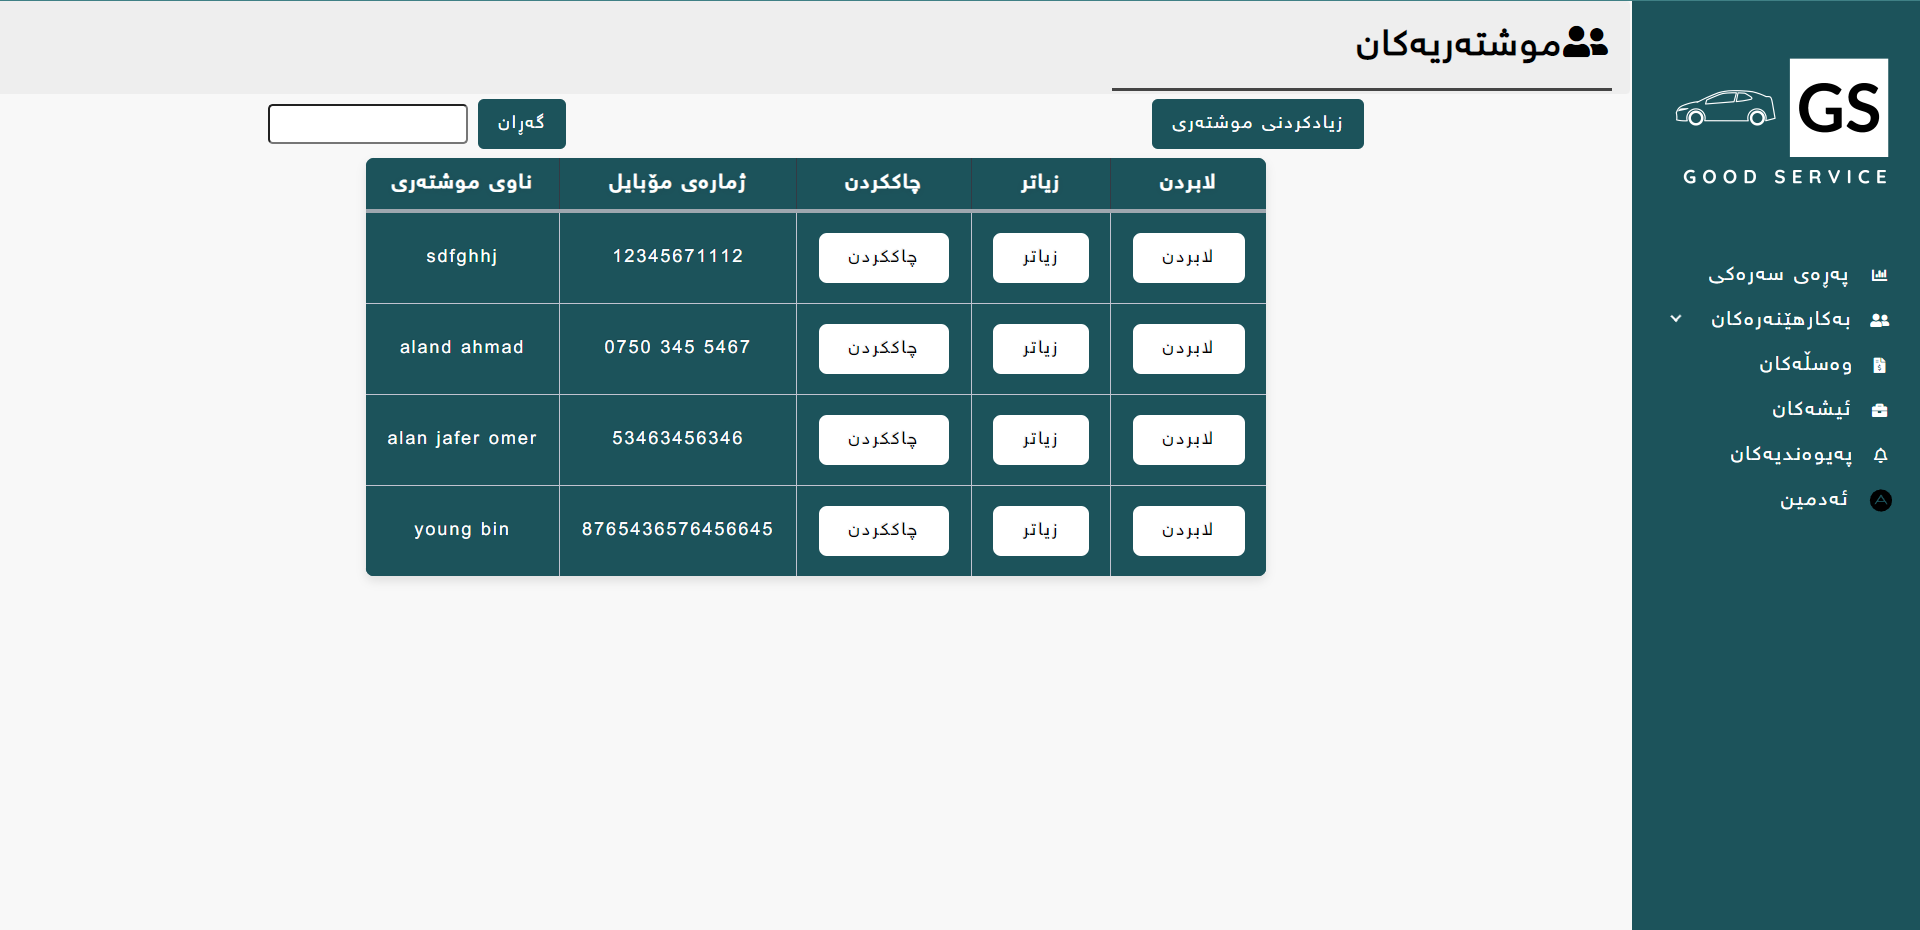 موشتەریەکان
زیادکردنی موشتەری
گەڕان
لابردن زیاتر چاککردن ژمارەی مۆبایل ناوی موشتەری
لابردن زیاتر چاککردن 12345671112 sdfghhj
لابردن زیاتر چاککردن 0750 345 5467 aland ahmad
لابردن زیاتر چاککردن 53463456346 alan jafer omer
لابردن زیاتر چاککردن 8765436576456645 young bin
GS
GOOD SERVICE
پەڕەی سەرەکی
بەکارهێنەرەکان
وەسڵەکان
ئیشەکان
پەیوەندیەکان
ئەدمین